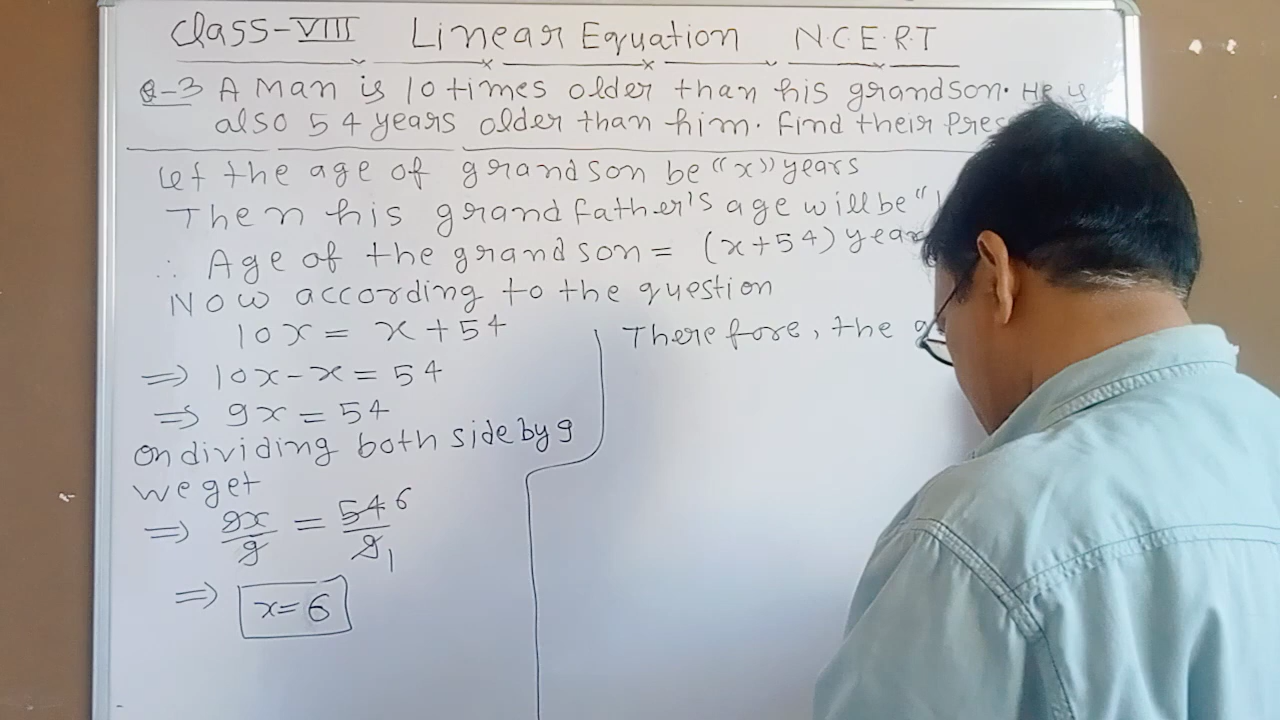 Class-VIII Linear Equation N.C.E.R.T
Q-3 A Man is 10 times older than his grandson. He is
also 54 years older than him. Find their Pres
Let the age of grandson be "x" years
Then his grandfather's age will be "
∴ Age of the grandson = (x+54) year
Now according to the question
10x = x + 54
⇒ 10x - x = 54
⇒ 9x = 54
on dividing both side by 9
we get
⇒ 9x/9 = 54/9 6 1
⇒ x = 6
Therefore, the